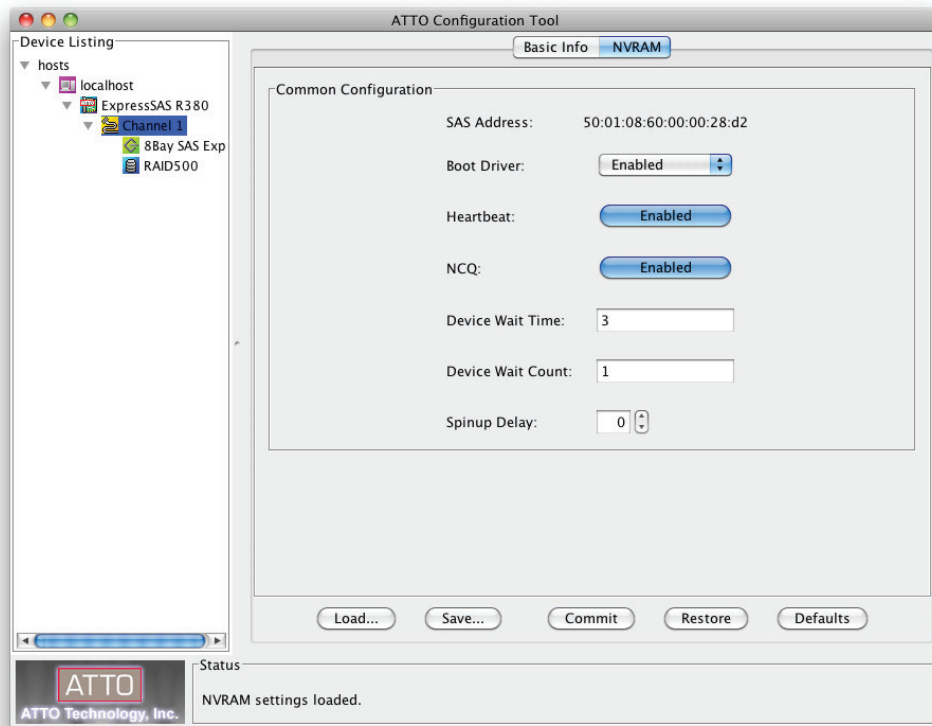 ATTO Configuration Tool
Device Listing
hosts
localhost
ExpressSAS R380
Channel 1
8Bay SAS Exp
RAID500
Basic Info
NVRAM
Common Configuration
SAS Address: 50:01:08:60:00:00:28:d2
Boot Driver: Enabled
Heartbeat: Enabled
NCQ: Enabled
Device Wait Time: 3
Device Wait Count: 1
Spinup Delay: 0
Load... Save... Commit Restore Defaults
ATTO
ATTO Technology, Inc.
Status
NVRAM settings loaded.